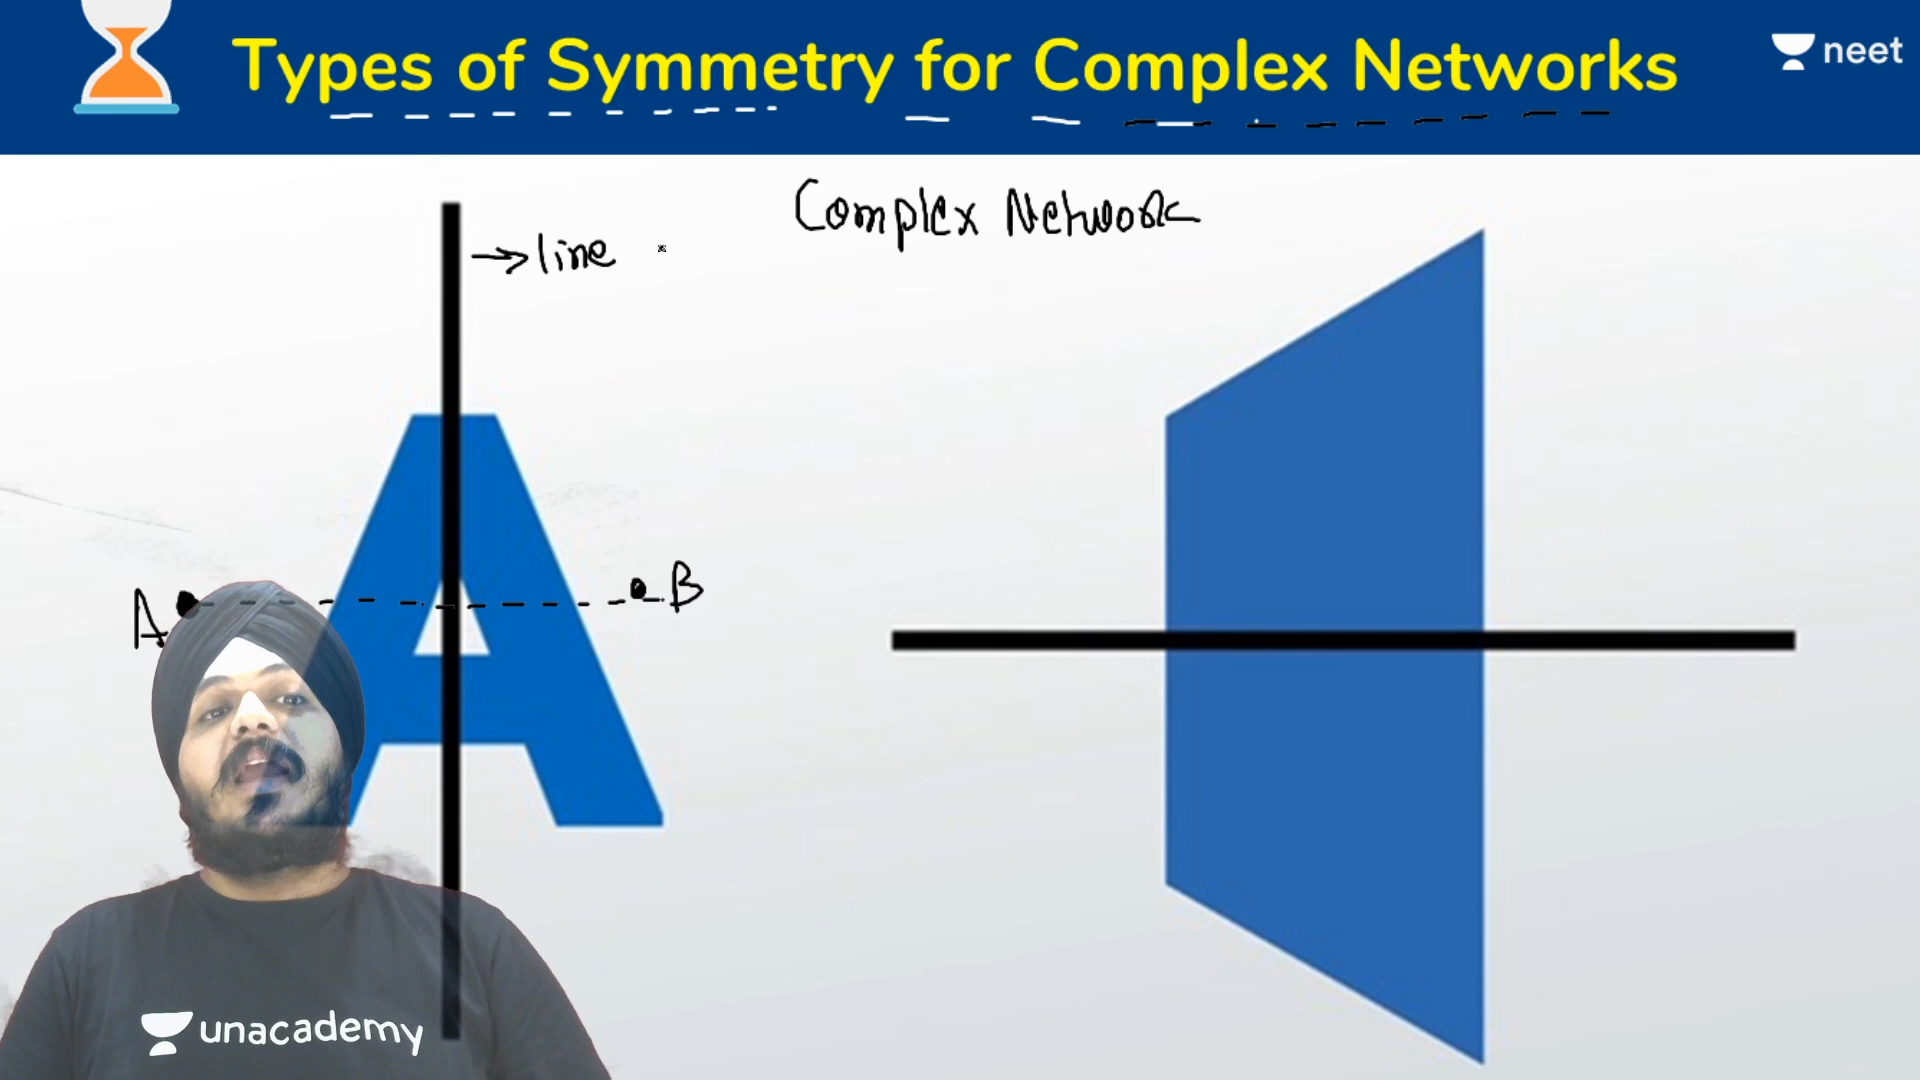 Types of Symmetry for Complex Networks
neet
Complex Network
→line
A
B
unacademy